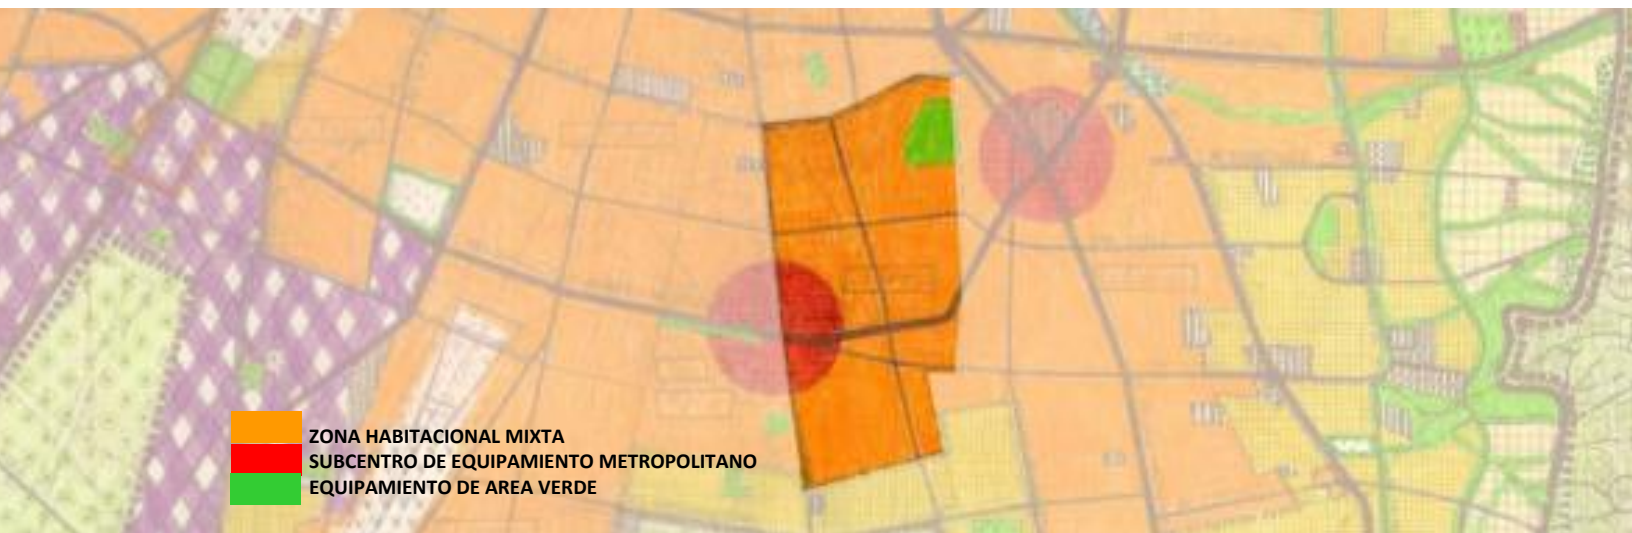 ZONA HABITACIONAL MIXTA
SUBCENTRO DE EQUIPAMIENTO METROPOLITANO
EQUIPAMIENTO DE AREA VERDE